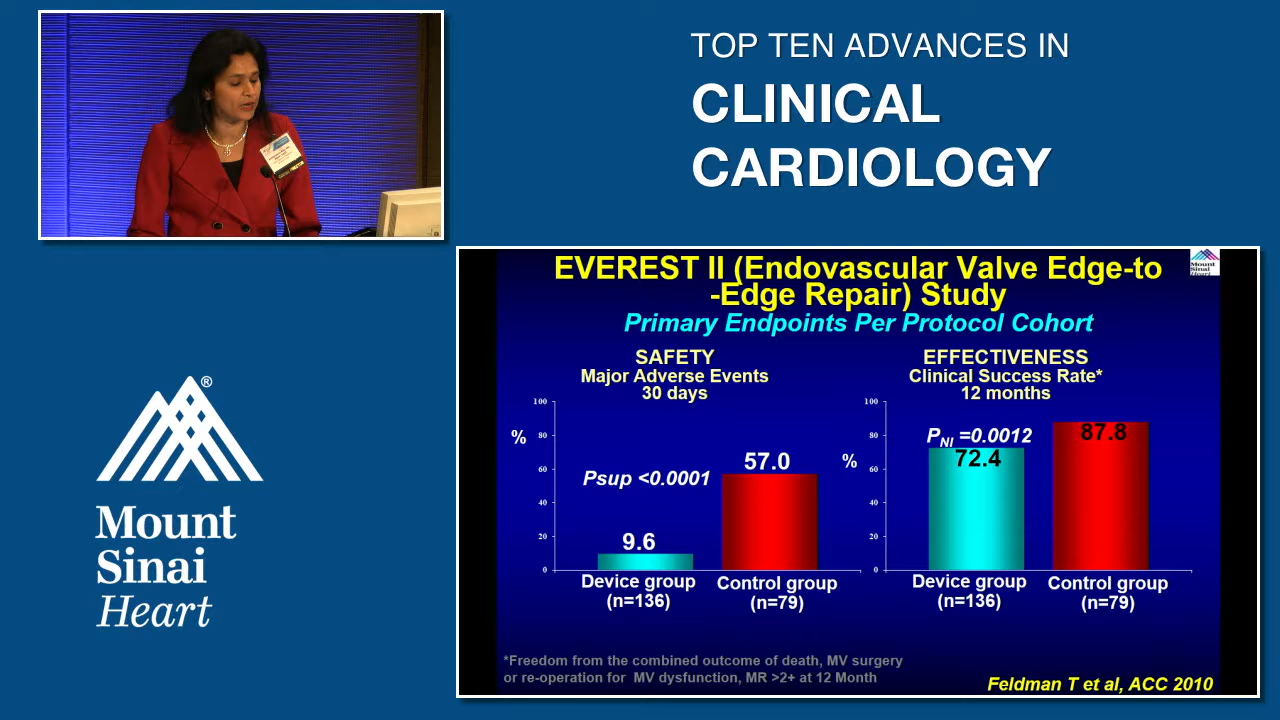 TOP TEN ADVANCES IN
CLINICAL
CARDIOLOGY
®
Mount
Sinai
Heart
EVEREST II (Endovascular Valve Edge-to
-Edge Repair) Study
Mount
Sinai
Heart
Primary Endpoints Per Protocol Cohort
SAFETY
Major Adverse Events
30 days
100
80
60
40
20
0
%
Psup <0.0001
9.6
57.0
Device group
(n=136)
Control group
(n=79)
EFFECTIVENESS
Clinical Success Rate*
12 months
100
80
60
40
20
0
%
PNI =0.0012
72.4
87.8
Device group
(n=136)
Control group
(n=79)
*Freedom from the combined outcome of death, MV surgery
or re-operation for MV dysfunction, MR >2+ at 12 Month
Feldman T et al, ACC 2010